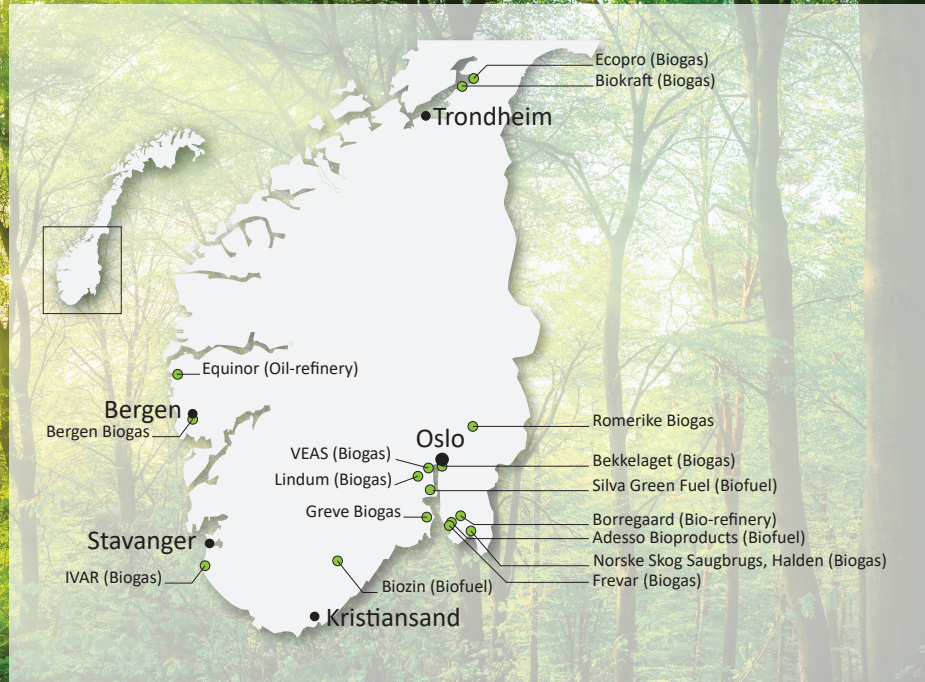 Ecopro (Biogas)
Biokraft (Biogas)
Trondheim
Equinor (Oil-refinery)
Bergen
Bergen Biogas
Romerike Biogas
Oslo
VEAS (Biogas)
Bekkelaget (Biogas)
Lindum (Biogas)
Silva Green Fuel (Biofuel)
Greve Biogas
Borregaard (Bio-refinery)
Adesso Bioproducts (Biofuel)
Stavanger
Norske Skog Saugbrugs, Halden (Biogas)
IVAR (Biogas)
Frevar (Biogas)
Biozin (Biofuel)
Kristiansand